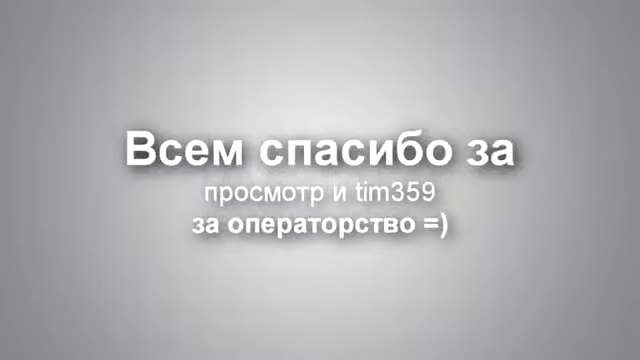 Всем спасибо за
просмотр и tim359
за операторство =)